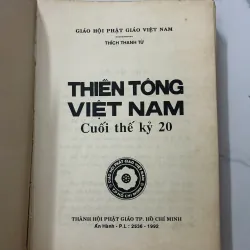 GIÁO HỘI PHẬT GIÁO VIỆT NAM
THÍCH THANH TỪ
THIỀN TÔNG
VIỆT NAM
Cuối thế kỷ 20
THÀNH HỘI PHẬT GIÁO TP. HỒ CHÍ MINH
Ấn Hành - P.L : 2536 - 1992